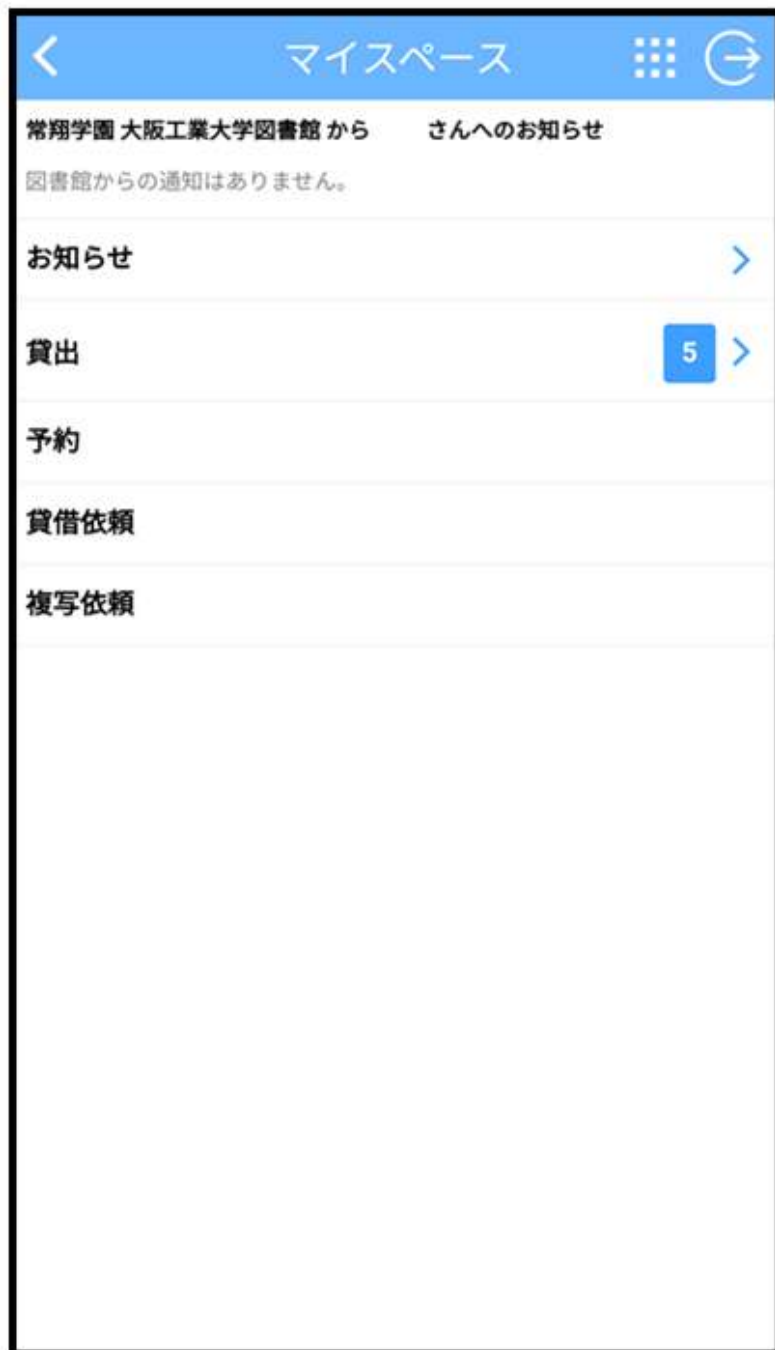 マイスペース
常翔学園 大阪工業大学図書館 から さんへのお知らせ
図書館からの通知はありません。
お知らせ
貸出 5
予約
貸借依頼
複写依頼